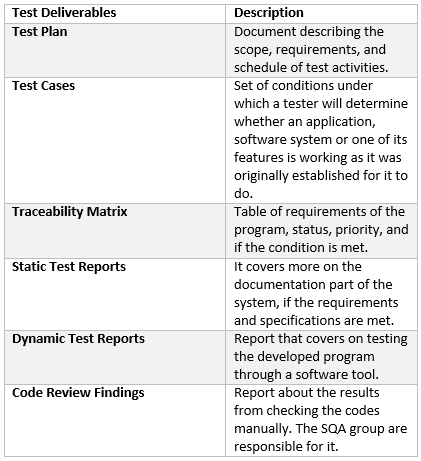 Test Deliverables Description
Test Plan Document describing the
scope, requirements, and
schedule of test activities.
Test Cases Set of conditions under
which a tester will determine
whether an application,
software system or one of its
features is working as it was
originally established for it to
do.
Traceability Matrix Table of requirements of the
program, status, priority, and
if the condition is met.
Static Test Reports It covers more on the
documentation part of the
system, if the requirements
and specifications are met.
Dynamic Test Reports Report that covers on testing
the developed program
through a software tool.
Code Review Findings Report about the results
from checking the codes
manually. The SQA group are
responsible for it.